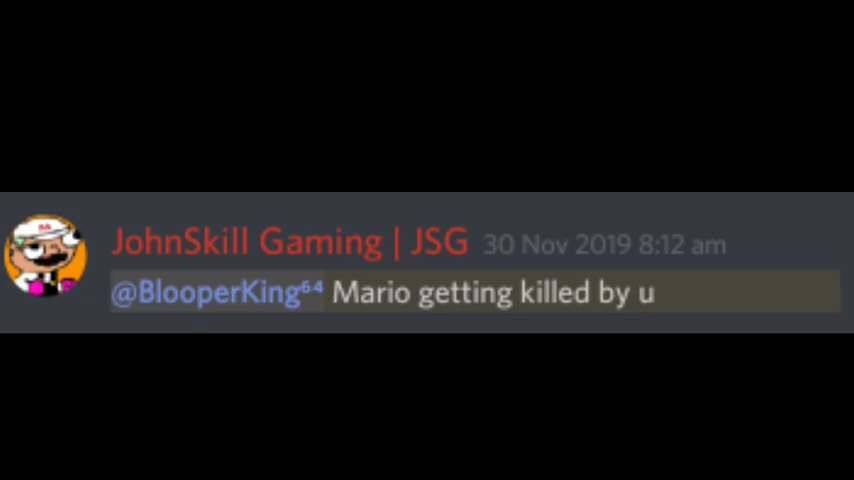 JohnSkill Gaming | JSG 30 Nov 2019 8:12 am
@BlooperKing⁶⁴ Mario getting killed by u